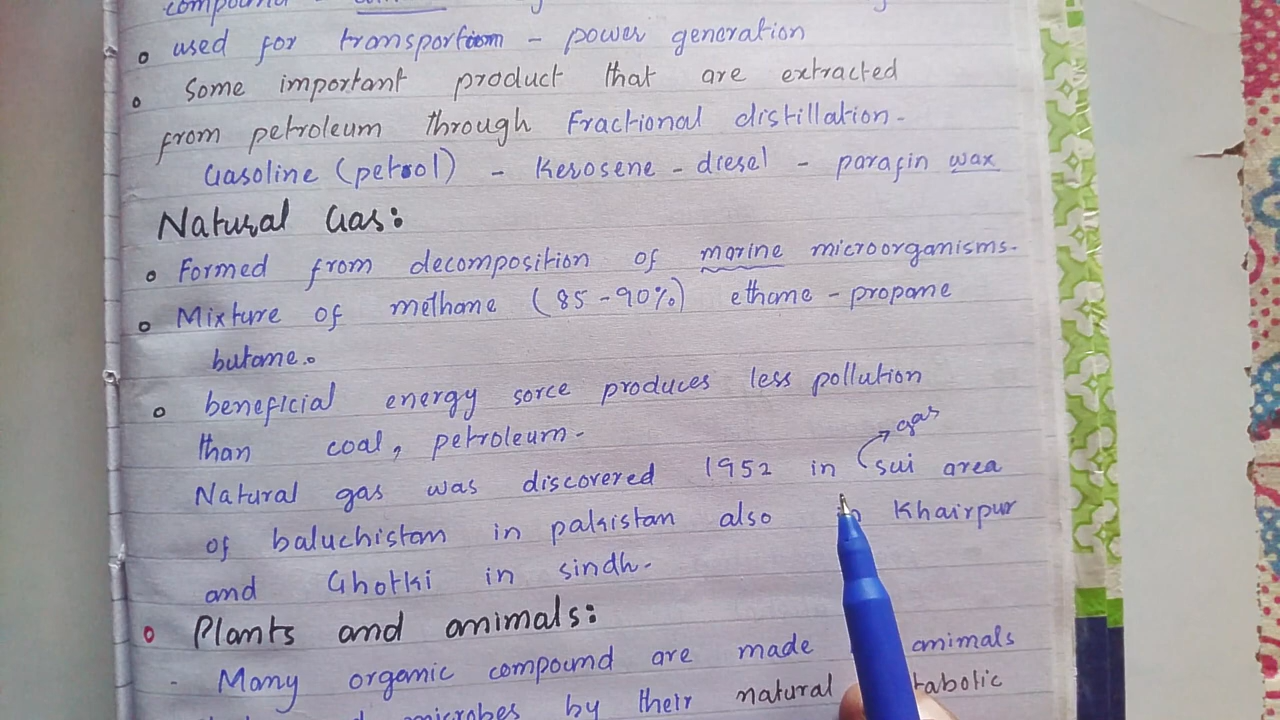 compound
used for transportion - power generation
Some important product that are extracted
from petroleum through Fractional distillation.
Gasoline (petrol) - Kerosene - diesel - parafin wax
Natural Gas:
Formed from decomposition of marine microorganisms.
Mixture of methane (85-90%) ethane - propane
butane.
beneficial energy sorce produces less pollution
than coal, petroleum.
gas
Natural gas was discovered 1952 in sui area
of baluchistan in pakistan also in Khairpur
and Ghotki in sindh.
Plants and animals:
- Many organic compound are made animals
microbes by their natural